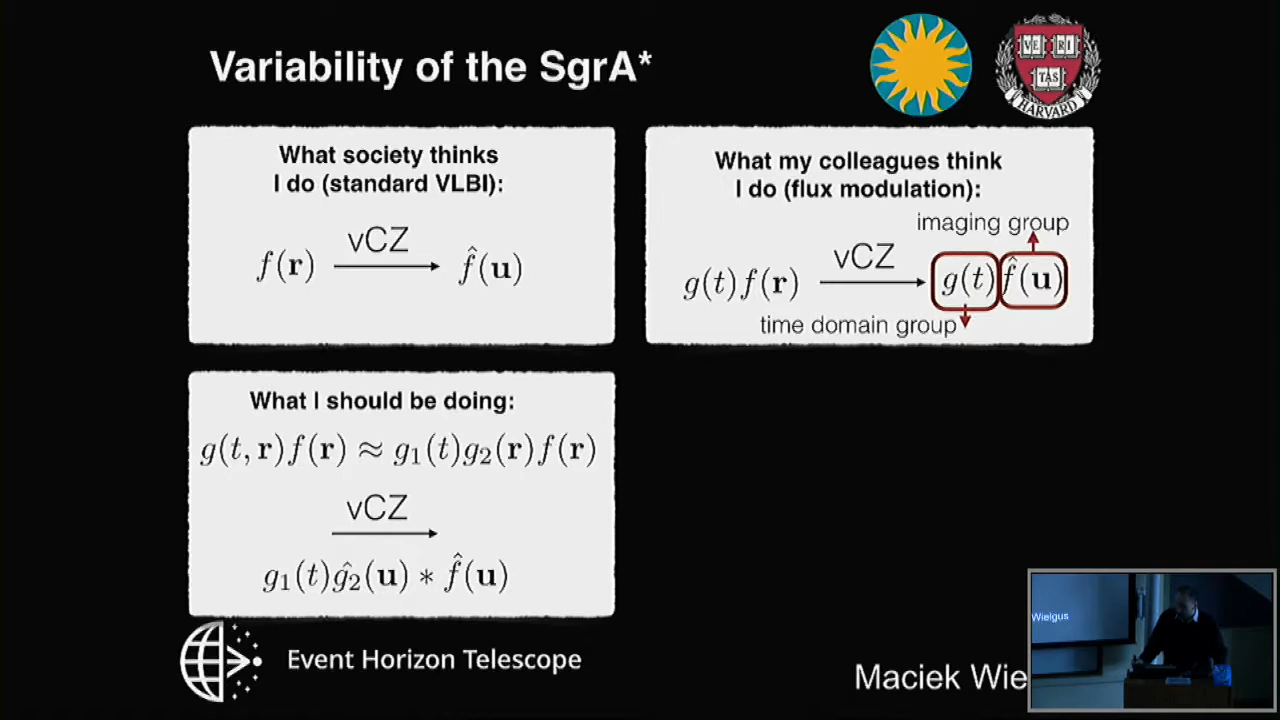 Variability of the SgrA*
VE RI
TAS
HARVARD
What society thinks
I do (standard VLBI):
vCZ
f(r) → f̂(u)
What my colleagues think
I do (flux modulation):
imaging group
vCZ
g(t)f(r) → g(t) f̂(u)
time domain group
What I should be doing:
g(t, r)f(r) ≈ g₁(t)g₂(r)f(r)
vCZ
→
g₁(t)ĝ₂(u) * f̂(u)
Event Horizon Telescope
Maciek Wie
Wielgus